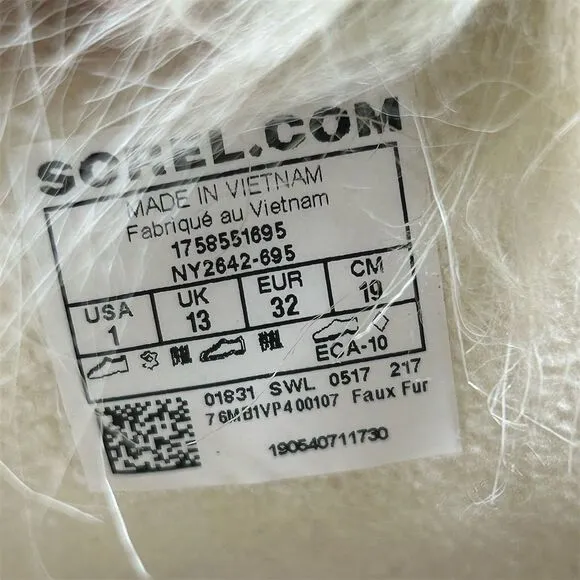 SOREL.COM
MADE IN VIETNAM
Fabriqué au Vietnam
1758551695
NY2642-695
USA UK EUR CM
1 13 32 19
ECA-10
01831 SWL 0517 217
76MB1VP400107 Faux Fur
190540711730